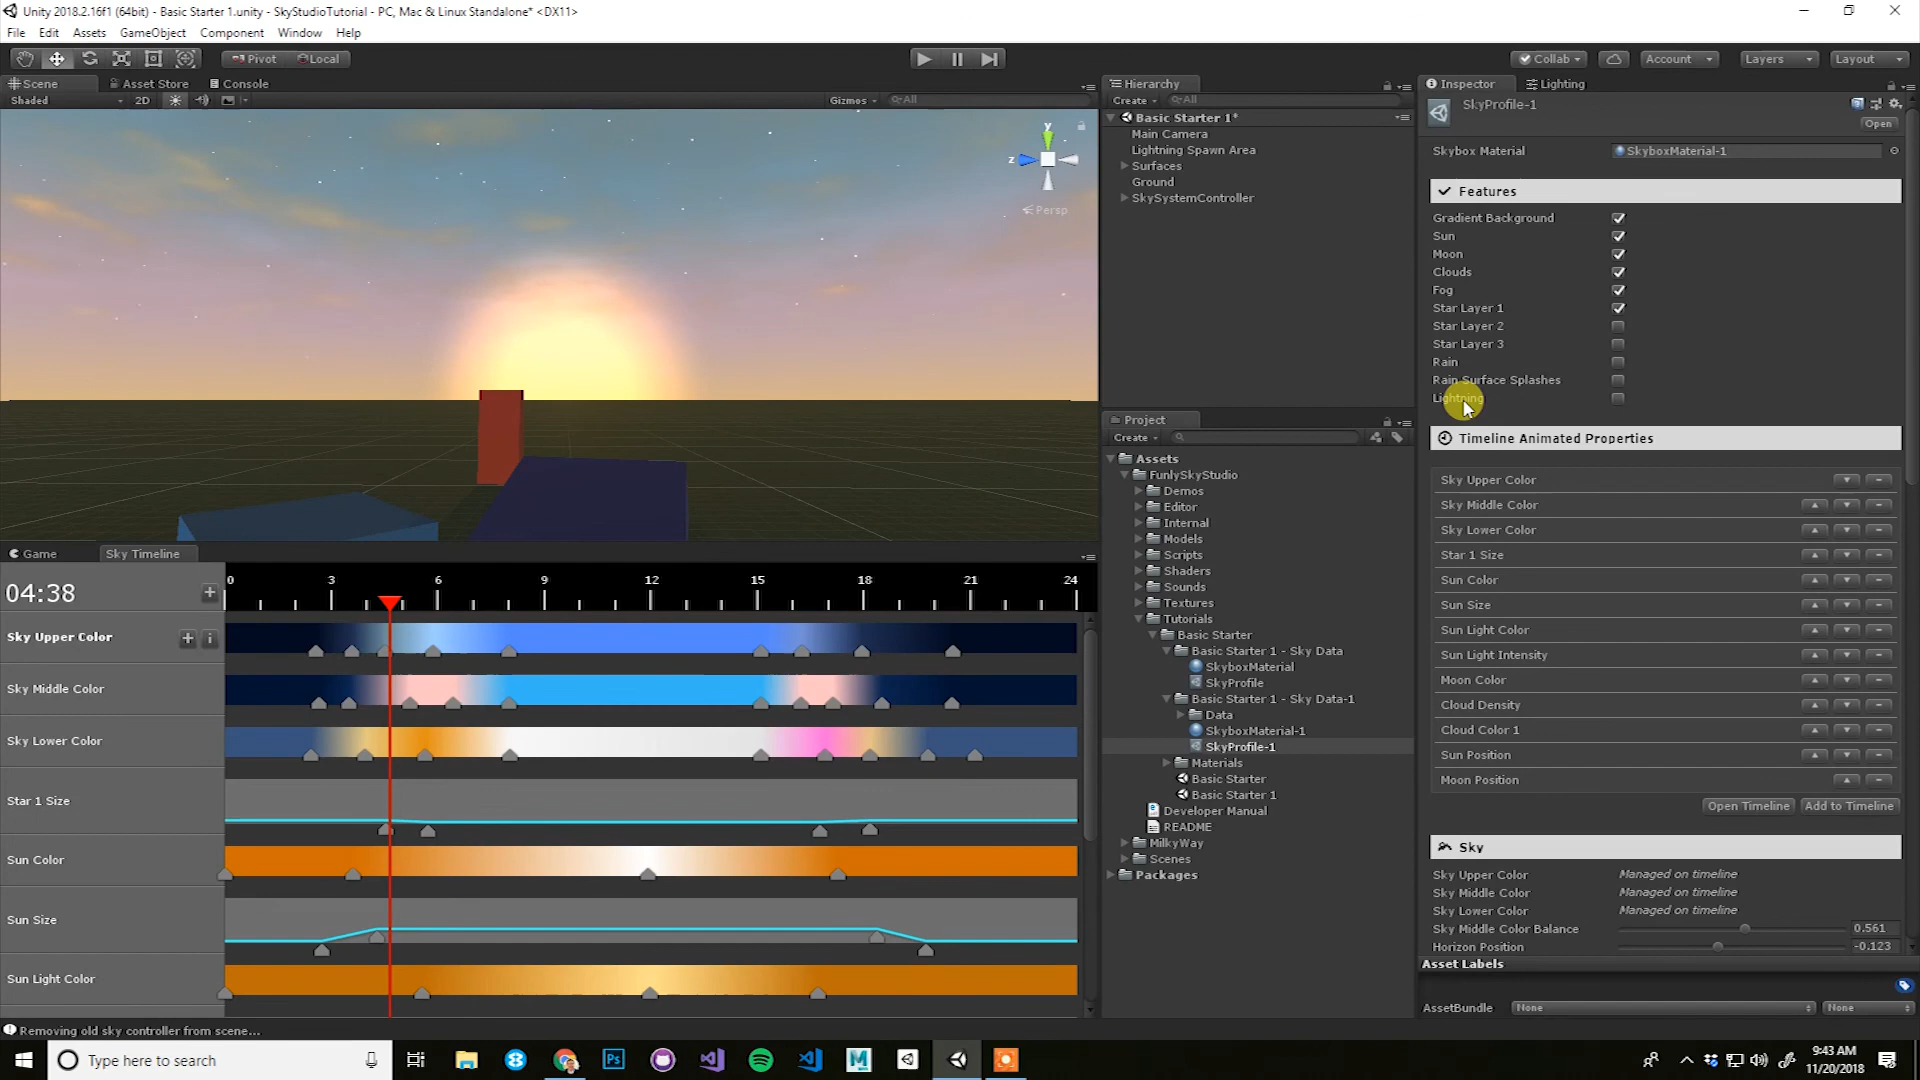 Unity 2018.2.16f1 (64bit) - Basic Starter 1.unity - SkyStudioTutorial - PC, Mac & Linux Standalone* <DX11>
File Edit Assets GameObject Component Window Help
Pivot Local Collab Account Layers Layout
Scene Asset Store Console
Shaded 2D Gizmos All
y
z
Persp
Game Sky Timeline
04:38 0 3 6 9 12 15 18 21 24
Sky Upper Color
Sky Middle Color
Sky Lower Color
Star 1 Size
Sun Color
Sun Size
Sun Light Color
Removing old sky controller from scene...
Hierarchy
Create All
Basic Starter 1*
Main Camera
Lightning Spawn Area
Surfaces
Ground
SkySystemController
Project
Create
Assets
FunlySkyStudio
Demos
Editor
Internal
Models
Scripts
Shaders
Sounds
Textures
Tutorials
Basic Starter
Basic Starter 1 - Sky Data
SkyboxMaterial
SkyProfile
Basic Starter 1 - Sky Data-1
Data
SkyboxMaterial-1
SkyProfile-1
Materials
Basic Starter
Basic Starter 1
Developer Manual
README
MilkyWay
Scenes
Packages
Inspector Lighting
SkyProfile-1
Open
Skybox Material SkyboxMaterial-1
Features
Gradient Background
Sun
Moon
Clouds
Fog
Star Layer 1
Star Layer 2
Star Layer 3
Rain
Rain Surface Splashes
Lightning
Timeline Animated Properties
Sky Upper Color
Sky Middle Color
Sky Lower Color
Star 1 Size
Sun Color
Sun Size
Sun Light Color
Sun Light Intensity
Moon Color
Cloud Density
Cloud Color 1
Sun Position
Moon Position
Open Timeline Add to Timeline
Sky
Sky Upper Color Managed on timeline
Sky Middle Color Managed on timeline
Sky Lower Color Managed on timeline
Sky Middle Color Balance 0.561
Horizon Position -0.123
Asset Labels
AssetBundle None None
Type here to search
Ps
M
9:43 AM
11/20/2018